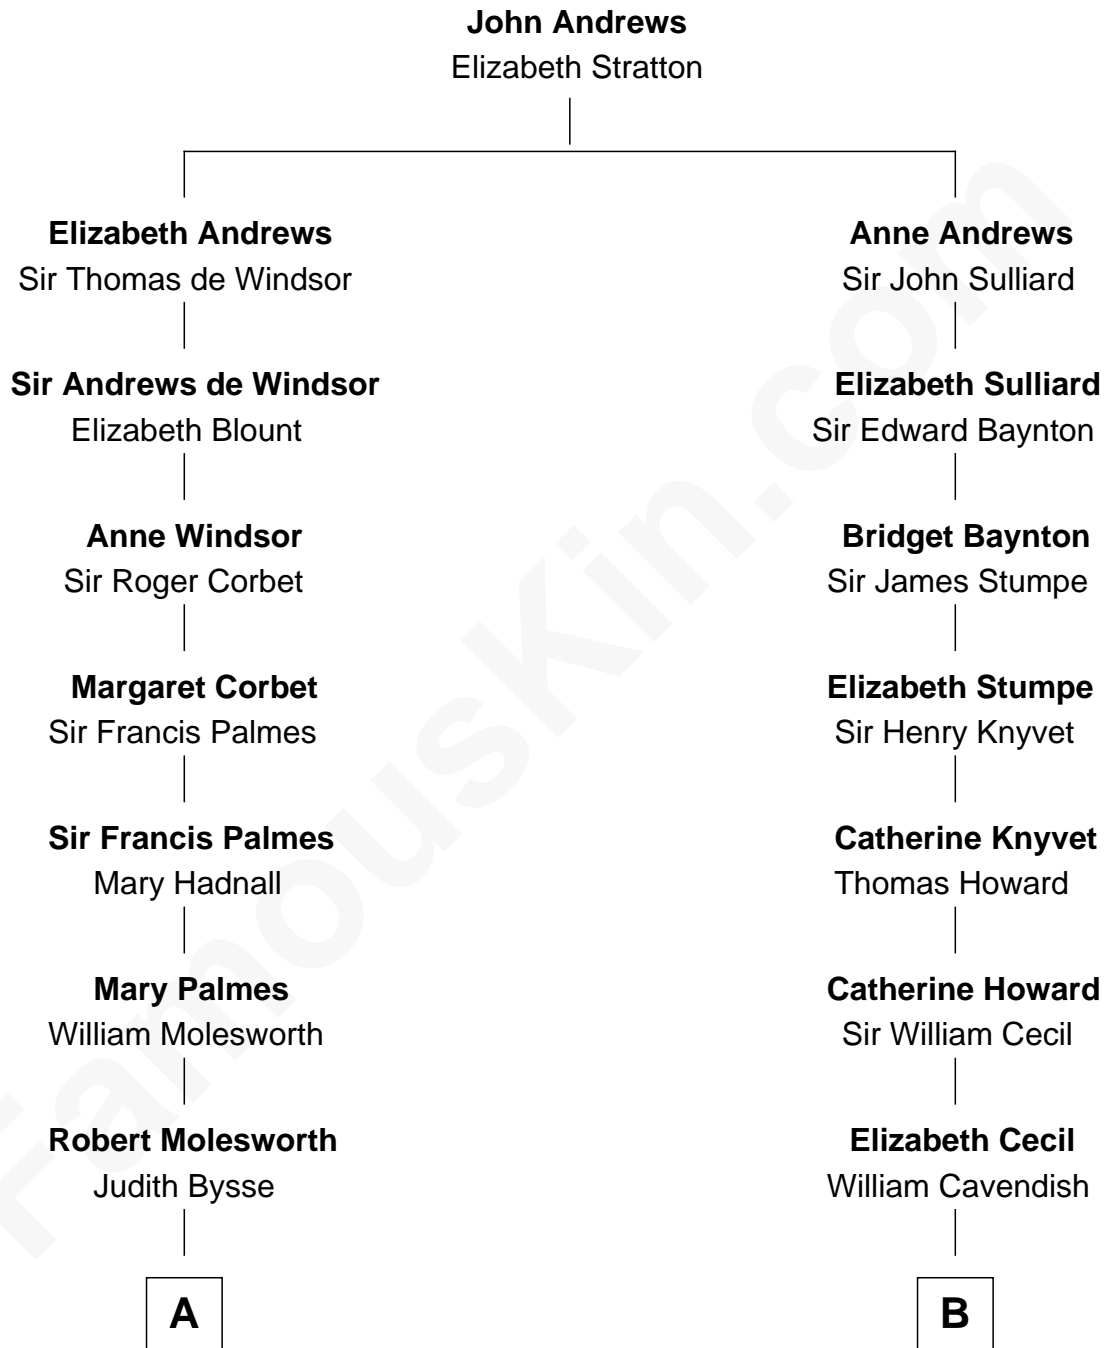 John Andrews
Elizabeth Stratton
Elizabeth Andrews
Sir Thomas de Windsor
Anne Andrews
Sir John Sulliard
Sir Andrews de Windsor
Elizabeth Blount
Elizabeth Sulliard
Sir Edward Baynton
Anne Windsor
Sir Roger Corbet
Bridget Baynton
Sir James Stumpe
Margaret Corbet
Sir Francis Palmes
Elizabeth Stumpe
Sir Henry Knyvet
Sir Francis Palmes
Mary Hadnall
Catherine Knyvet
Thomas Howard
Mary Palmes
William Molesworth
Catherine Howard
Sir William Cecil
Robert Molesworth
Judith Bysse
Elizabeth Cecil
William Cavendish
A
B
FamousKin.com